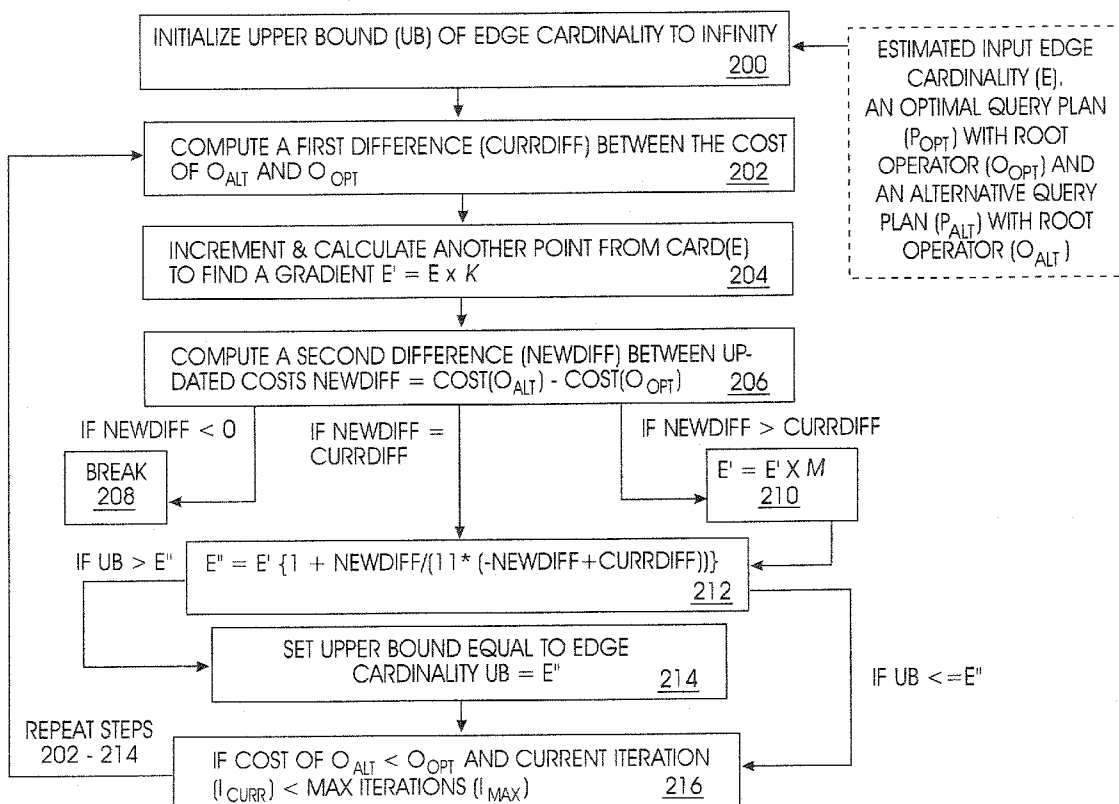 INITIALIZE UPPER BOUND (UB) OF EDGE CARDINALITY TO INFINITY
200
ESTIMATED INPUT EDGE
CARDINALITY (E),
AN OPTIMAL QUERY PLAN
(POPT) WITH ROOT
OPERATOR (OOPT) AND
AN ALTERNATIVE QUERY
PLAN (PALT) WITH ROOT
OPERATOR (OALT)
COMPUTE A FIRST DIFFERENCE (CURRDIFF) BETWEEN THE COST
OF OALT AND OOPT
202
INCREMENT & CALCULATE ANOTHER POINT FROM CARD(E)
TO FIND A GRADIENT E' = E x K
204
COMPUTE A SECOND DIFFERENCE (NEWDIFF) BETWEEN UP-
DATED COSTS NEWDIFF = COST(OALT) - COST(OOPT)
206
IF NEWDIFF < 0
IF NEWDIFF =
CURRDIFF
IF NEWDIFF > CURRDIFF
BREAK
208
E' = E' X M
210
IF UB > E"
E" = E' {1 + NEWDIFF/(11* (-NEWDIFF+CURRDIFF))}
212
SET UPPER BOUND EQUAL TO EDGE
CARDINALITY UB = E"
214
IF UB <=E"
REPEAT STEPS
202 - 214
IF COST OF OALT < OOPT AND CURRENT ITERATION
(ICURR) < MAX ITERATIONS (IMAX)
216